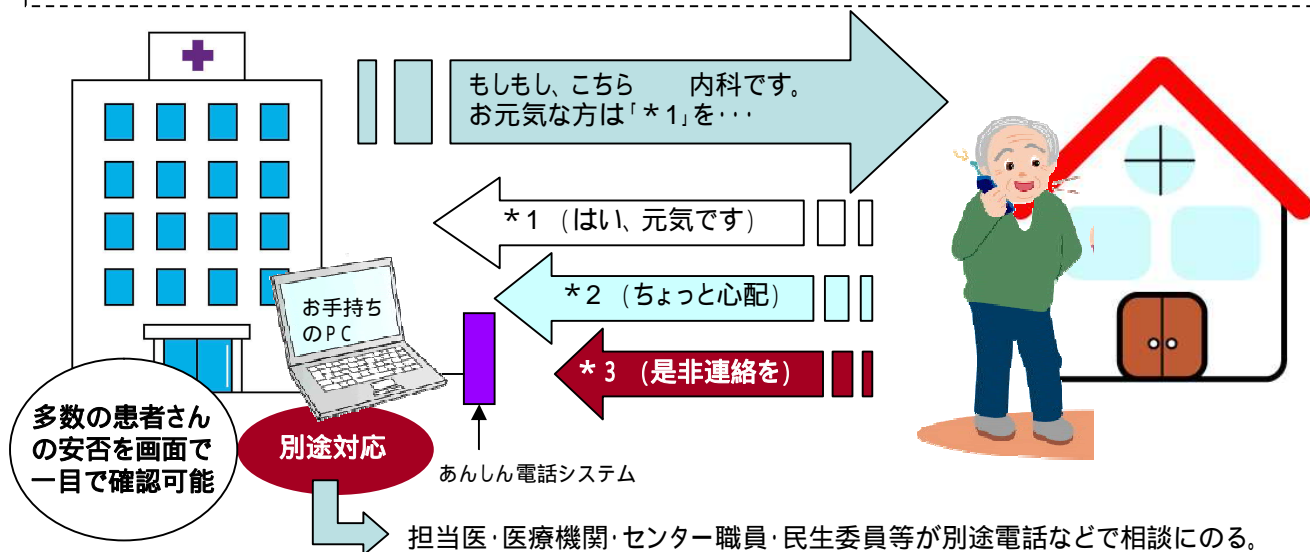 もしもし、こちら　　内科です。
お元気な方は「*1」を･･･
*1 (はい、元気です)
*2 (ちょっと心配)
*3 (是非連絡を)
お手持ち
のPC
多数の患者さん
の安否を画面で
一目で確認可能
別途対応
あんしん電話システム
担当医･医療機関･センター職員･民生委員等が別途電話などで相談にのる。